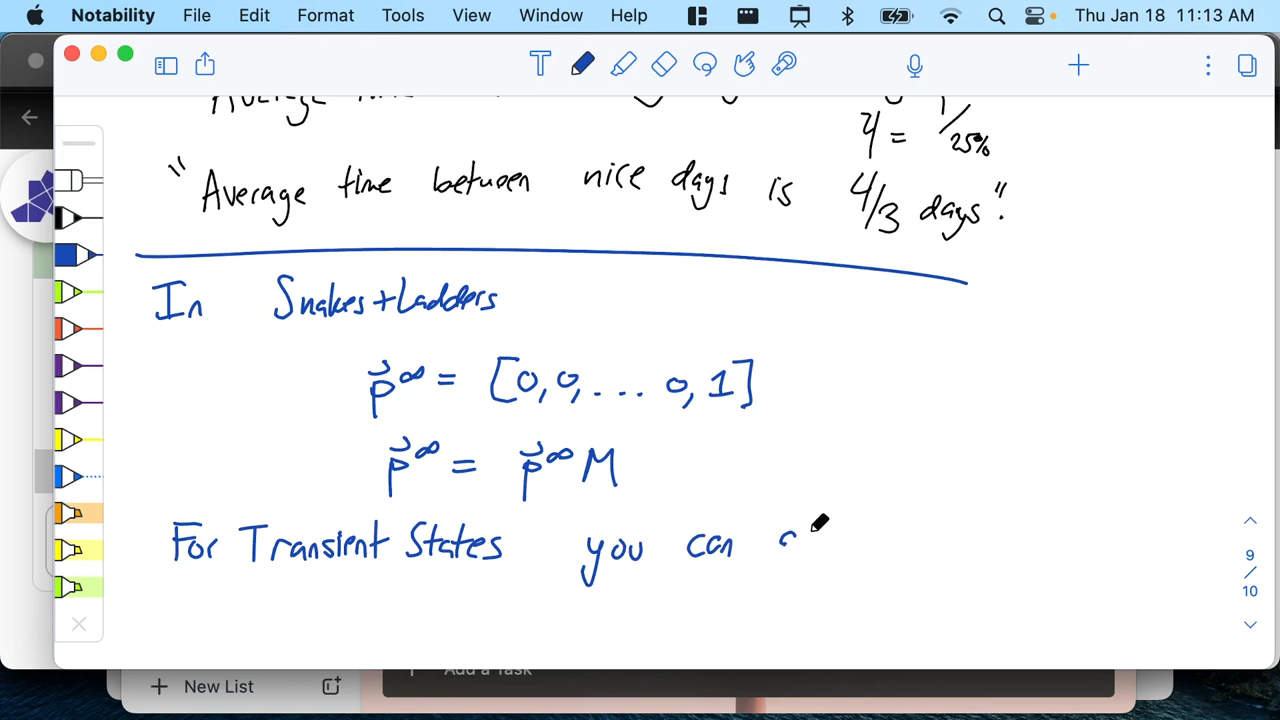 Notability File Edit Format Tools View Window Help Thu Jan 18 11:13 AM
Average
4 = 1/25%
"Average time between nice days is 4/3 days".
In Snakes+Ladders
p⃗^∞ = [0,0,... 0,1]
p⃗^∞ = p⃗^∞ M
For Transient States you can
9
/
10
Add a Task
New List